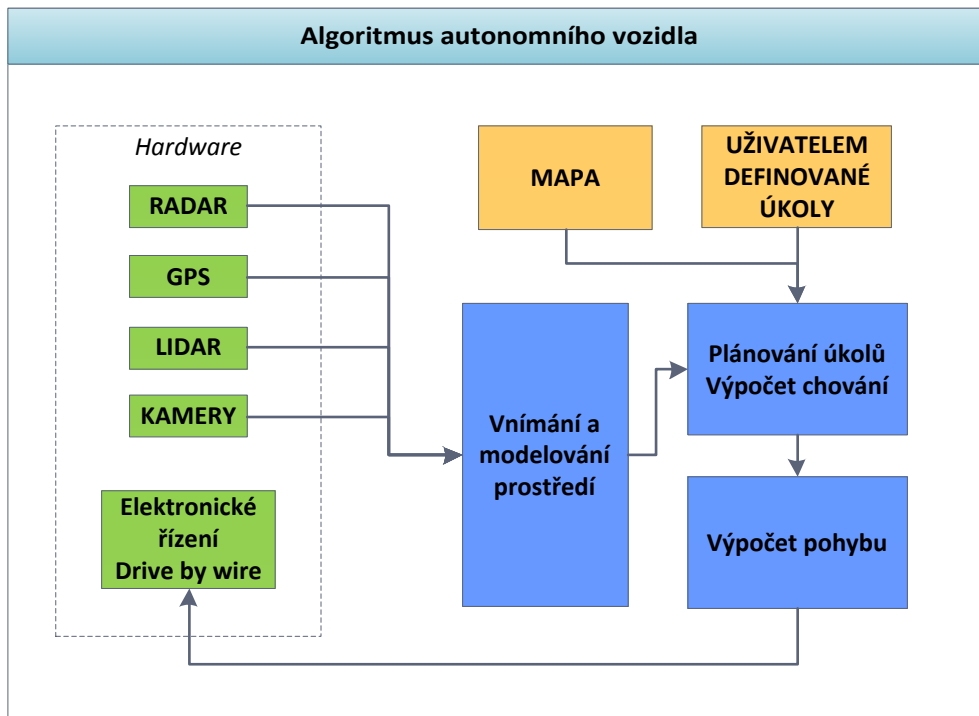 Algoritmus autonomního vozidla
Hardware
RADAR
GPS
LIDAR
KAMERY
Elektronické
řízení
Drive by wire
MAPA
UŽIVATELEM
DEFINOVANÉ
ÚKOLY
Vnímání a
modelování
prostředí
Plánování úkolů
Výpočet chování
Výpočet pohybu